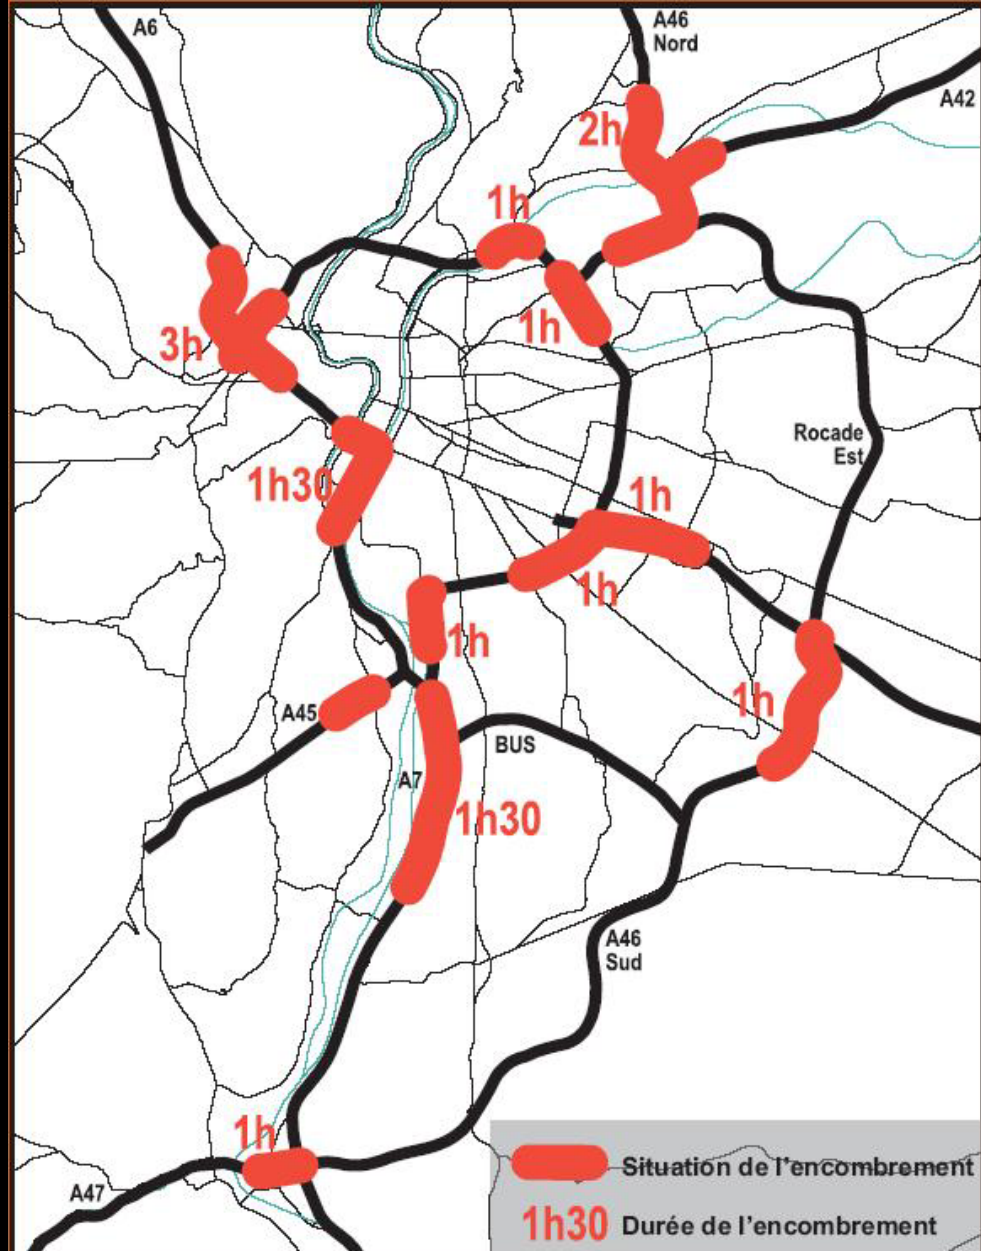 A6
A46
Nord
A42
2h
1h
1h
3h
Rocade
Est
1h30
1h
1h
1h
1h
A45
BUS
A7
1h30
A46
Sud
1h
A47
Situation de l'encombrement
1h30 Durée de l'encombrement